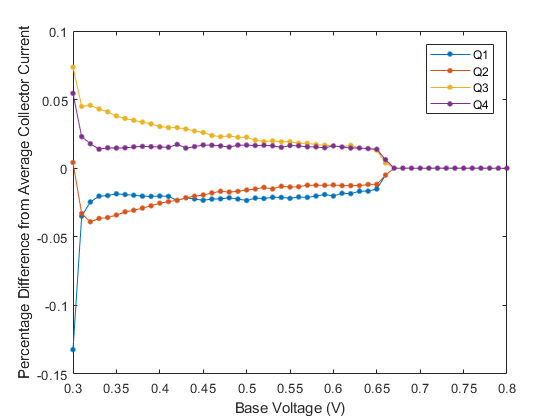 Percentage Difference from Average Collector Current
0.1
0.05
0
-0.05
-0.1
-0.15
Q1
Q2
Q3
Q4
0.3 0.35 0.4 0.45 0.5 0.55 0.6 0.65 0.7 0.75 0.8
Base Voltage (V)